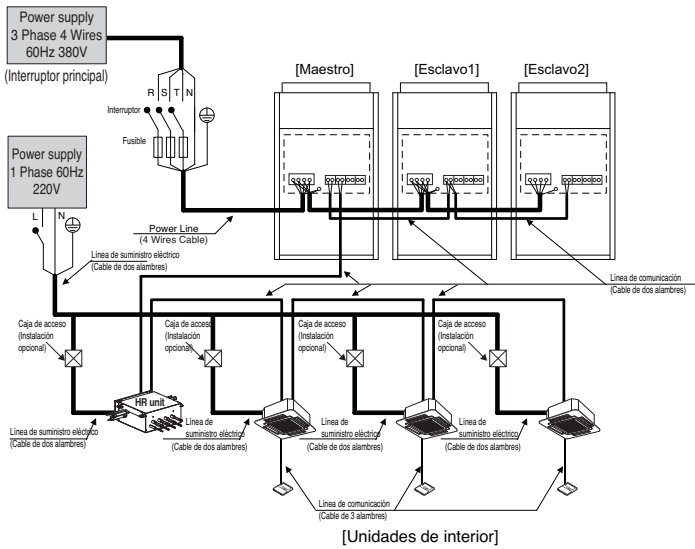 Power supply
3 Phase 4 Wires
60Hz 380V
(Interruptor principal)
[Maestro]
[Esclavo1]
[Esclavo2]
R S T N
Interruptor
Fusible
Power supply
1 Phase 60Hz
220V
L N
Power Line
(4 Wires Cable)
Línea de suministro eléctrico
(Cable de dos alambres)
Línea de comunicación
(Cable de dos alambres)
Caja de acceso
(Instalación
opcional)
Caja de acceso
(Instalación
opcional)
Caja de acceso
(Instalación
opcional)
Caja de acceso
(Instalación
opcional)
HR unit
Línea de suministro eléctrico
(Cable de dos alambres)
Línea de
suministro eléctrico
(Cable de dos alambres)
Línea de
suministro eléctrico
(Cable de dos alambres)
Línea de
suministro eléctrico
(Cable de dos alambres)
Línea de comunicación
(Cable de 3 alambres)
[Unidades de interior]